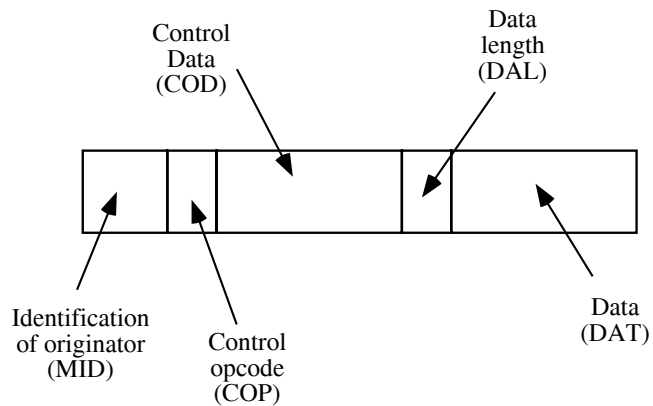 Control
Data
(COD)
Data
length
(DAL)
Identification
of originator
(MID)
Control
opcode
(COP)
Data
(DAT)